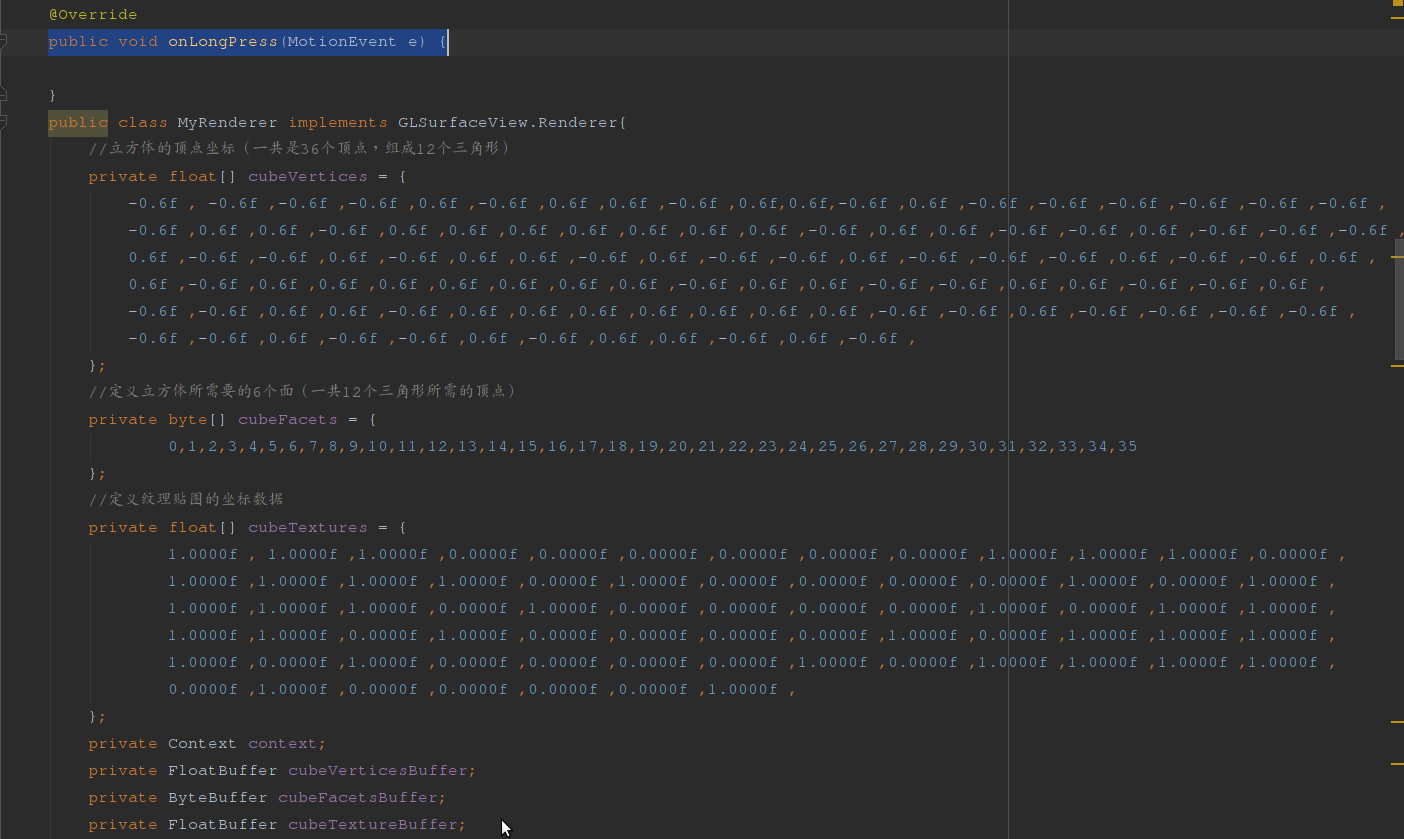 @Override
public void onLongPress(MotionEvent e) {
}
public class MyRenderer implements GLSurfaceView.Renderer{
//立方体的顶点坐标（一共是36个顶点，组成12个三角形）
private float[] cubeVertices = {
-0.6f , -0.6f ,-0.6f ,-0.6f ,0.6f ,-0.6f ,0.6f ,0.6f ,-0.6f ,0.6f,0.6f,-0.6f ,0.6f ,-0.6f ,-0.6f ,-0.6f ,-0.6f ,-0.6f ,-0.6f ,
-0.6f ,0.6f ,0.6f ,-0.6f ,0.6f ,0.6f ,0.6f ,0.6f ,0.6f ,0.6f ,0.6f ,-0.6f ,0.6f ,0.6f ,-0.6f ,-0.6f ,0.6f ,-0.6f ,-0.6f ,-0.6f ,
0.6f ,-0.6f ,-0.6f ,0.6f ,-0.6f ,0.6f ,0.6f ,-0.6f ,0.6f ,-0.6f ,-0.6f ,0.6f ,-0.6f ,-0.6f ,-0.6f ,0.6f ,-0.6f ,-0.6f ,0.6f ,
0.6f ,-0.6f ,0.6f ,0.6f ,0.6f ,0.6f ,0.6f ,0.6f ,0.6f ,-0.6f ,0.6f ,0.6f ,-0.6f ,-0.6f ,0.6f ,0.6f ,-0.6f ,-0.6f ,0.6f ,
-0.6f ,-0.6f ,0.6f ,0.6f ,-0.6f ,0.6f ,0.6f ,0.6f ,0.6f ,0.6f ,0.6f ,0.6f ,-0.6f ,-0.6f ,0.6f ,-0.6f ,-0.6f ,-0.6f ,-0.6f ,
-0.6f ,-0.6f ,0.6f ,-0.6f ,-0.6f ,0.6f ,-0.6f ,0.6f ,0.6f ,-0.6f ,0.6f ,-0.6f ,
};
//定义立方体所需要的6个面（一共12个三角形所需的顶点）
private byte[] cubeFacets = {
0,1,2,3,4,5,6,7,8,9,10,11,12,13,14,15,16,17,18,19,20,21,22,23,24,25,26,27,28,29,30,31,32,33,34,35
};
//定义纹理贴图的坐标数据
private float[] cubeTextures = {
1.0000f , 1.0000f ,1.0000f ,0.0000f ,0.0000f ,0.0000f ,0.0000f ,0.0000f ,0.0000f ,1.0000f ,1.0000f ,1.0000f ,0.0000f ,
1.0000f ,1.0000f ,1.0000f ,1.0000f ,0.0000f ,1.0000f ,0.0000f ,0.0000f ,0.0000f ,0.0000f ,1.0000f ,0.0000f ,1.0000f ,
1.0000f ,1.0000f ,1.0000f ,0.0000f ,1.0000f ,0.0000f ,0.0000f ,0.0000f ,0.0000f ,1.0000f ,0.0000f ,1.0000f ,1.0000f ,
1.0000f ,1.0000f ,0.0000f ,1.0000f ,0.0000f ,0.0000f ,0.0000f ,0.0000f ,1.0000f ,0.0000f ,1.0000f ,1.0000f ,1.0000f ,
1.0000f ,0.0000f ,1.0000f ,0.0000f ,0.0000f ,0.0000f ,0.0000f ,1.0000f ,0.0000f ,1.0000f ,1.0000f ,1.0000f ,1.0000f ,
0.0000f ,1.0000f ,0.0000f ,0.0000f ,0.0000f ,0.0000f ,1.0000f ,
};
private Context context;
private FloatBuffer cubeVerticesBuffer;
private ByteBuffer cubeFacetsBuffer;
private FloatBuffer cubeTextureBuffer;